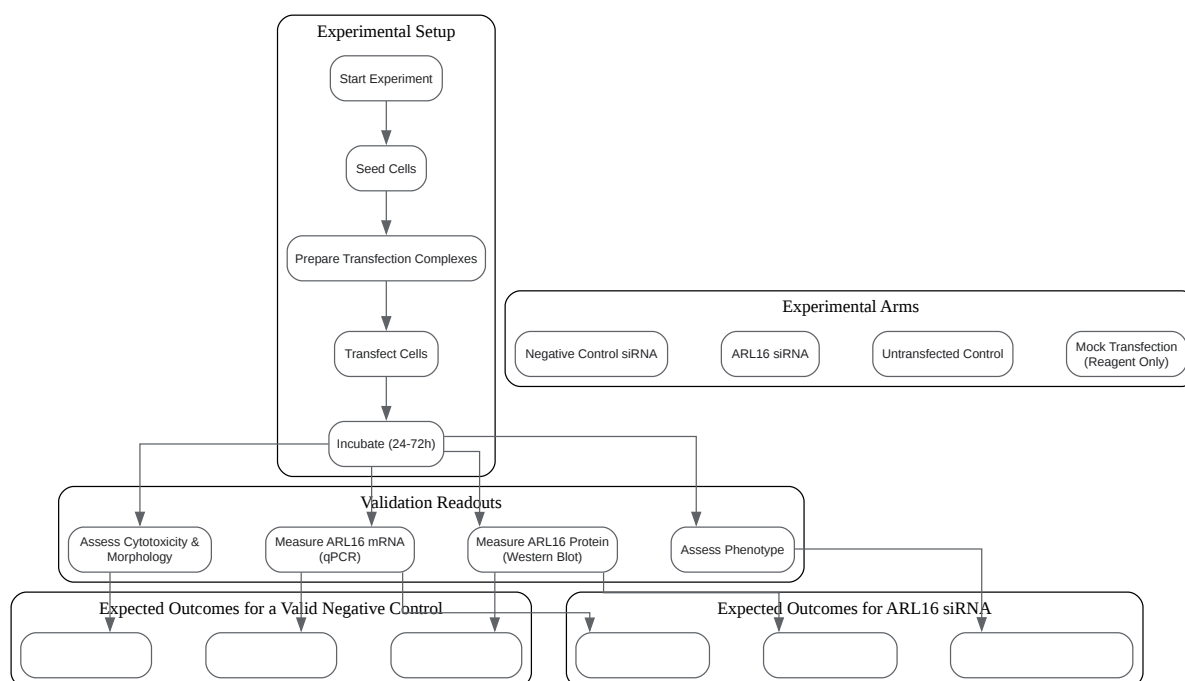 Experimental Setup
Start Experiment
Seed Cells
Prepare Transfection Complexes
Experimental Arms
Negative Control siRNA
ARL16 siRNA
Untransfected Control
Mock Transfection
(Reagent Only)
Transfect Cells
Incubate (24-72h)
Validation Readouts
Assess Cytotoxicity &
Morphology
Measure ARL16 mRNA
(qPCR)
Measure ARL16 Protein
(Western Blot)
Assess Phenotype
Expected Outcomes for a Valid Negative Control
Expected Outcomes for ARL16 siRNA